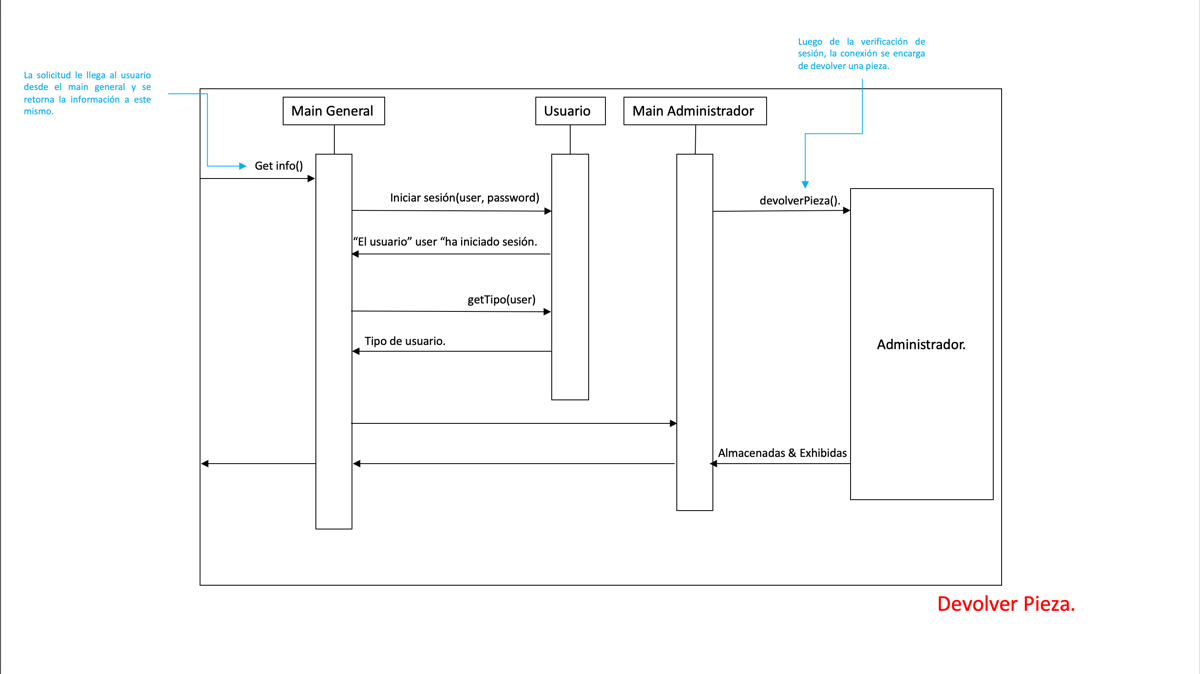 Luego de la verificación de
sesión, la conexión se encarga
de devolver una pieza.
La solicitud le llega al usuario
desde el main general y se
retorna la información a este
mismo.
Main General
Usuario
Main Administrador
Get info()
Iniciar sesión(user, password)
devolverPieza().
“El usuario” user “ha iniciado sesión.
getTipo(user)
Tipo de usuario.
Administrador.
Almacenadas & Exhibidas
Devolver Pieza.